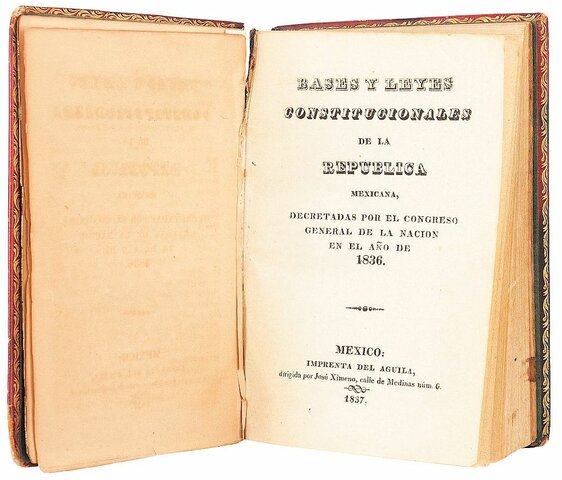 BASES Y LEYES
CONSTITUCIONALES
DE LA
REPUBLICA
MEXICANA,
DECRETADAS POR EL CONGRESO
GENERAL DE LA NACION
EN EL AÑO DE
1836.
MEXICO:
IMPRENTA DEL AGUILA,
dirigida por José Ximeno, calle de Medinas núm. 6.
1837.